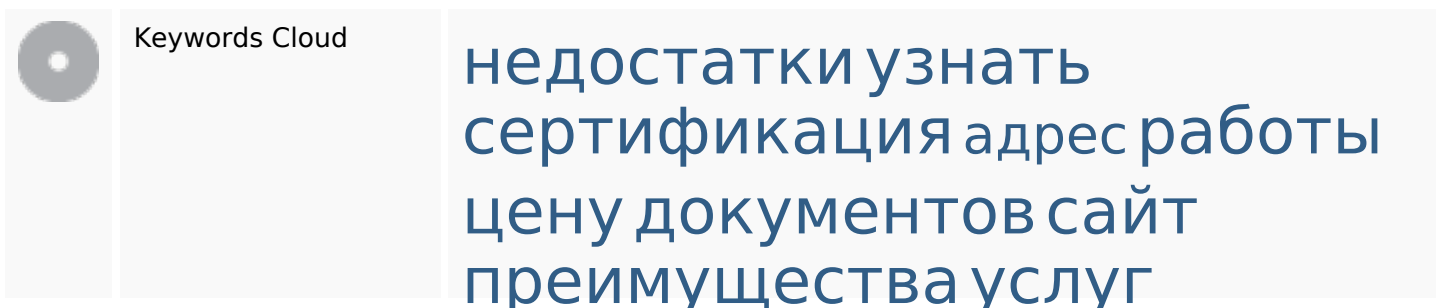 Keywords Cloud
недостатки узнать
сертификация адрес работы
цену документов сайт
преимущества услуг